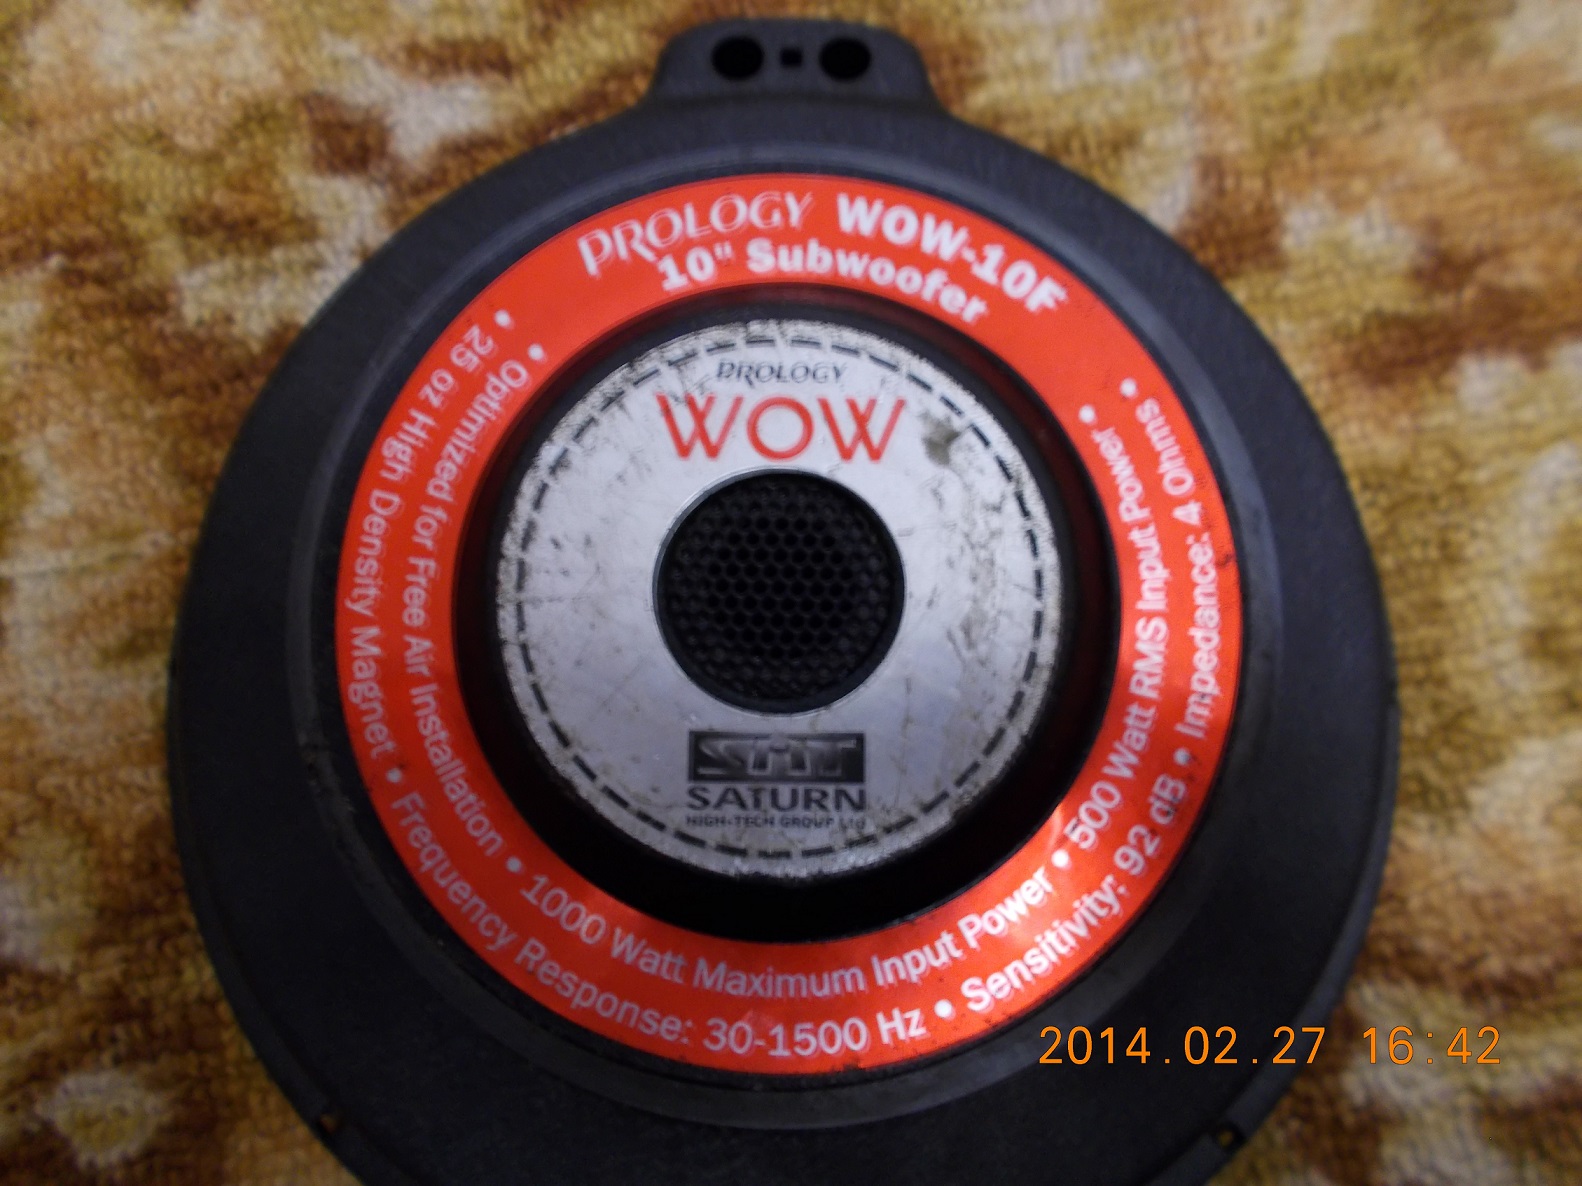 PROLOGY WOW-10F
10" Subwoofer
• 25 oz High Density Magnet • Frequency Response: 30-1500 Hz • Sensitivity: 92 dB • Impedance: 4 Ohms •
• Optimized for Free Air Installation • 1000 Watt Maximum Input Power • 500 Watt RMS Input Power •
PROLOGY
WOW
SHT
SATURN
HIGH-TECH GROUP Ltd
2014.02.27 16:42